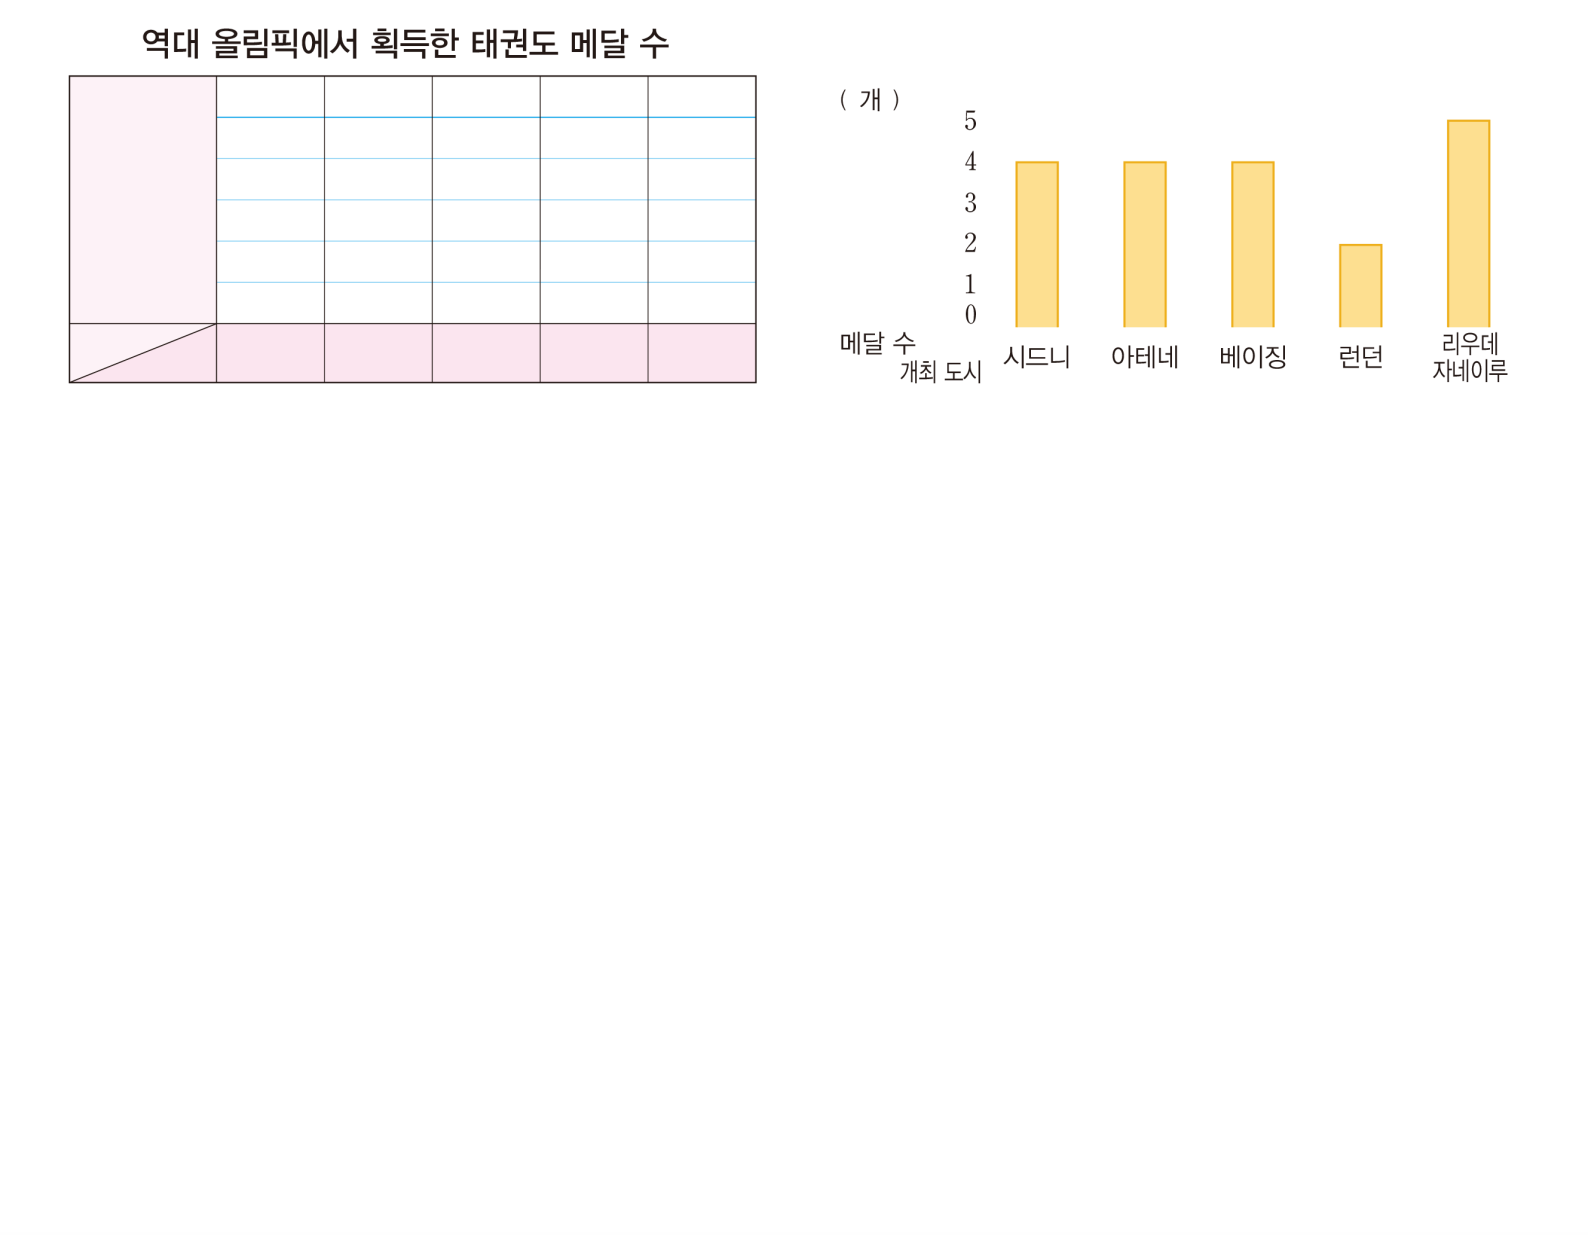 역대 올림픽에서 획득한 태권도 메달 수
( 개 )
5
4
3
2
1
0
메달 수
개최 도시
시드니
아테네
베이징
런던
리우데
자네이루